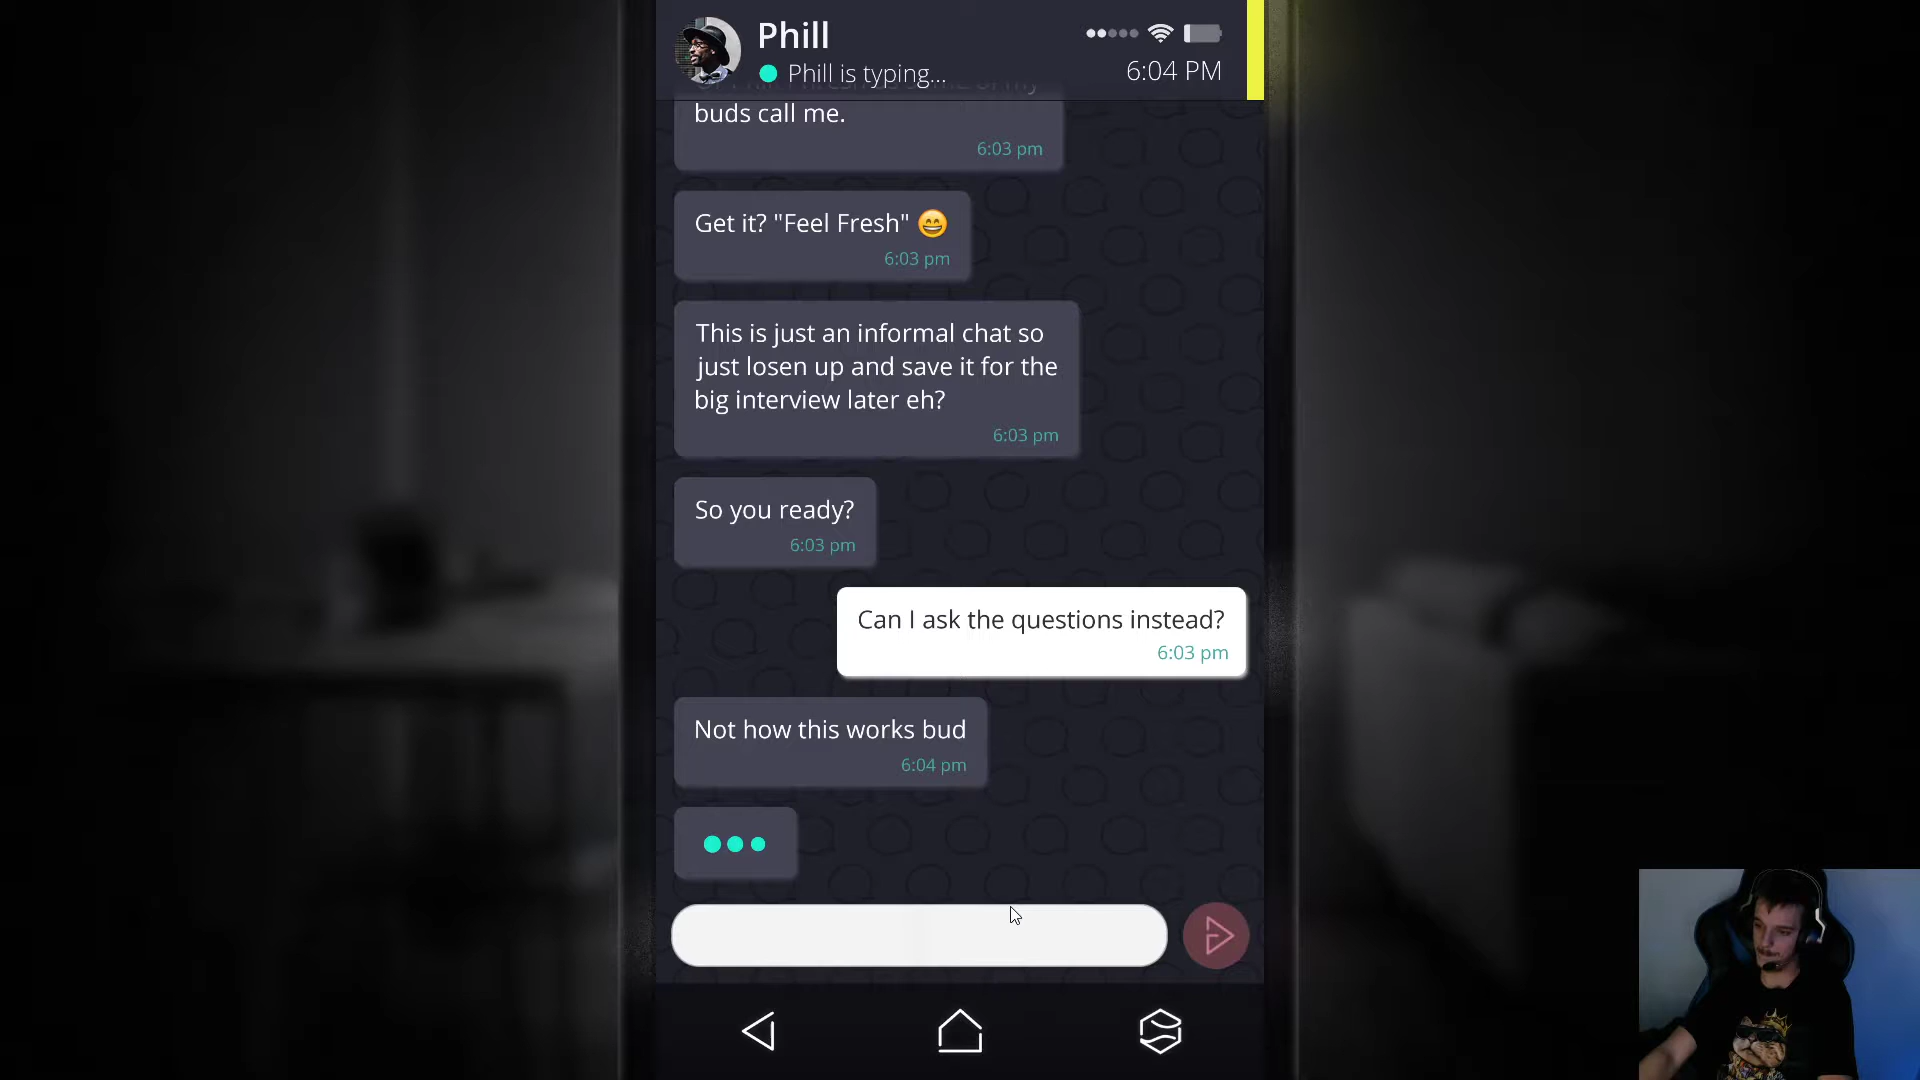 Phill
Phill is typing...
6:04 PM
buds call me.
6:03 pm
Get it? "Feel Fresh" 😄
6:03 pm
This is just an informal chat so
just losen up and save it for the
big interview later eh?
6:03 pm
So you ready?
6:03 pm
Can I ask the questions instead?
6:03 pm
Not how this works bud
6:04 pm